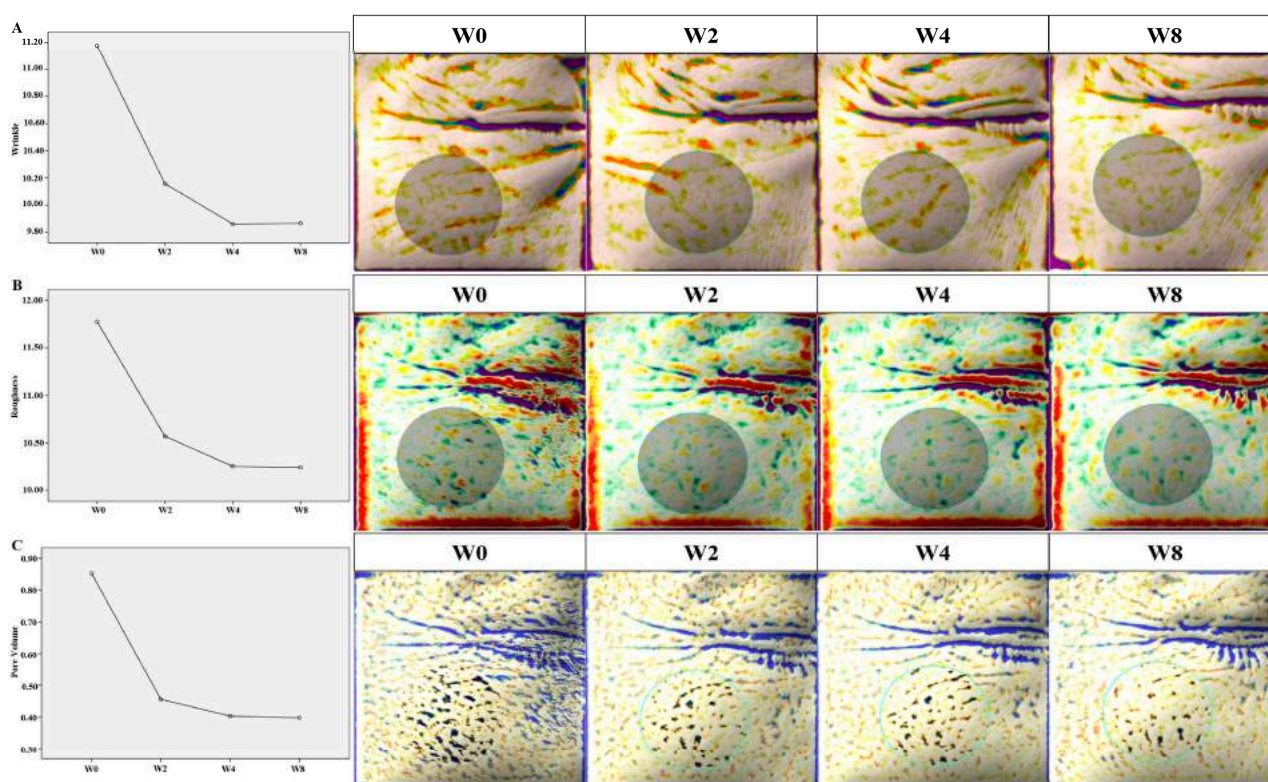 A
W0 W2 W4 W8
11.20
11.00
10.80
10.60
10.40
10.20
10.00
9.80
Wrinkle
W0 W2 W4 W8
B
W0 W2 W4 W8
12.00
11.50
11.00
10.50
10.00
Roughness
W0 W2 W4 W8
C
W0 W2 W4 W8
0.90
0.80
0.70
0.60
0.50
0.40
0.30
Pore Volume
W0 W2 W4 W8